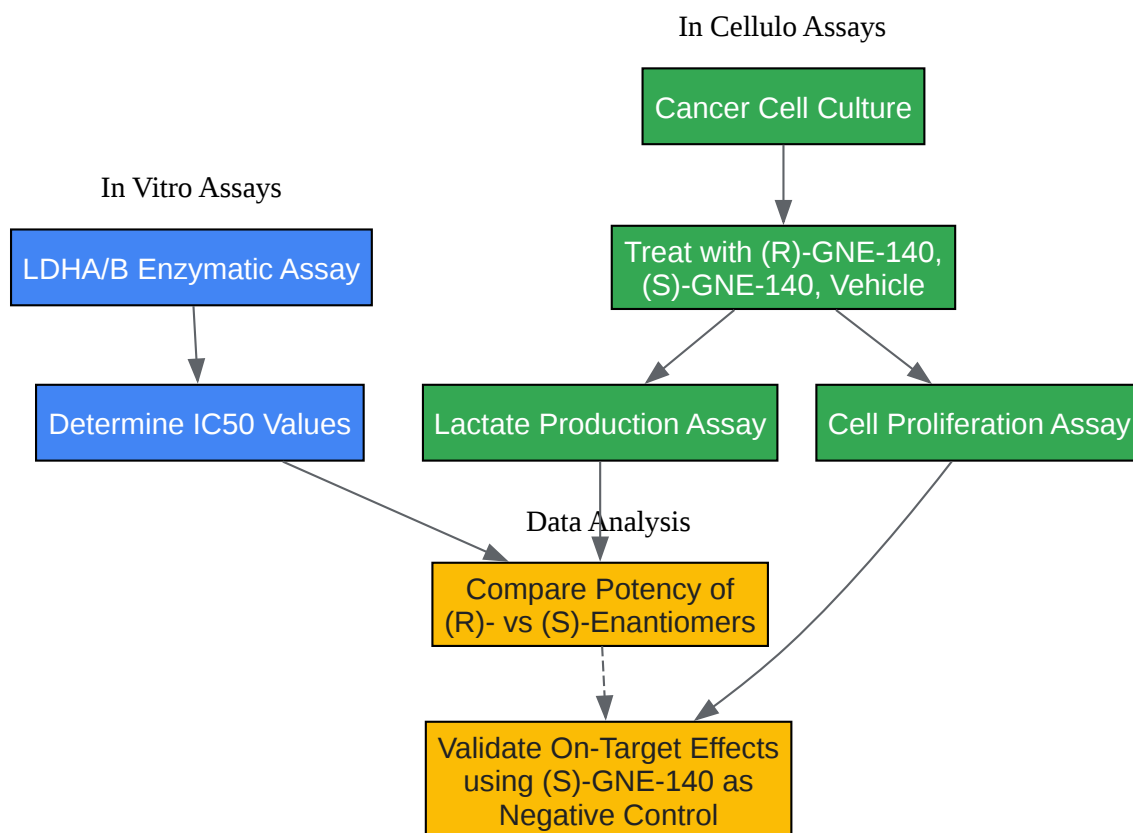 In Cellulo Assays
Cancer Cell Culture
In Vitro Assays
LDHA/B Enzymatic Assay
Treat with (R)-GNE-140,
(S)-GNE-140, Vehicle
Determine IC50 Values
Lactate Production Assay
Cell Proliferation Assay
Data Analysis
Compare Potency of
(R)- vs (S)-Enantiomers
Validate On-Target Effects
using (S)-GNE-140 as
Negative Control